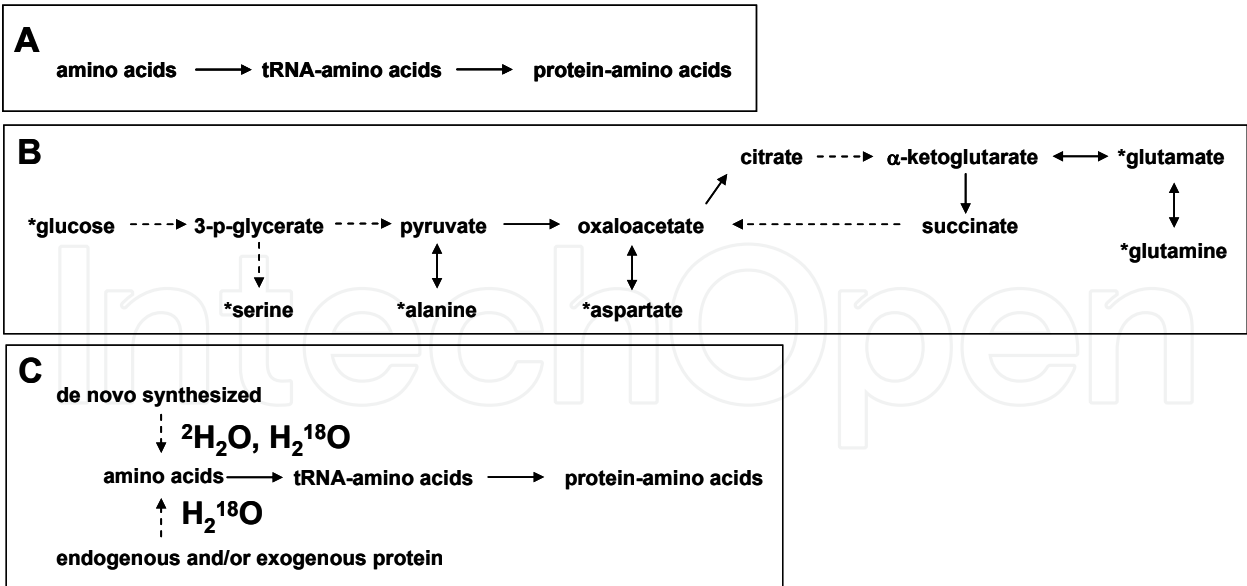 A
amino acids tRNA-amino acids protein-amino acids
B
citrate α-ketoglutarate *glutamate
*glucose 3-p-glycerate pyruvate oxaloacetate succinate
*glutamine
*serine *alanine *aspartate
C
de novo synthesized
²H₂O, H₂¹⁸O
amino acids tRNA-amino acids protein-amino acids
H₂¹⁸O
endogenous and/or exogenous protein
IntechOpen